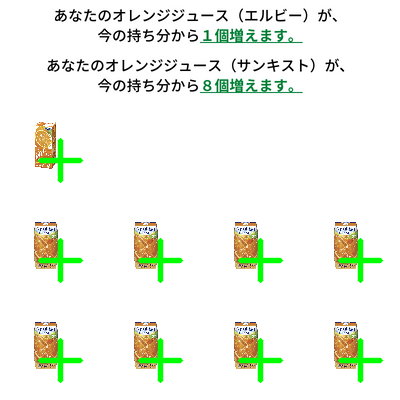 あなたのオレンジジュース（エルビー）が、
今の持ち分から１個増えます。
あなたのオレンジジュース（サンキスト）が、
今の持ち分から８個増えます。